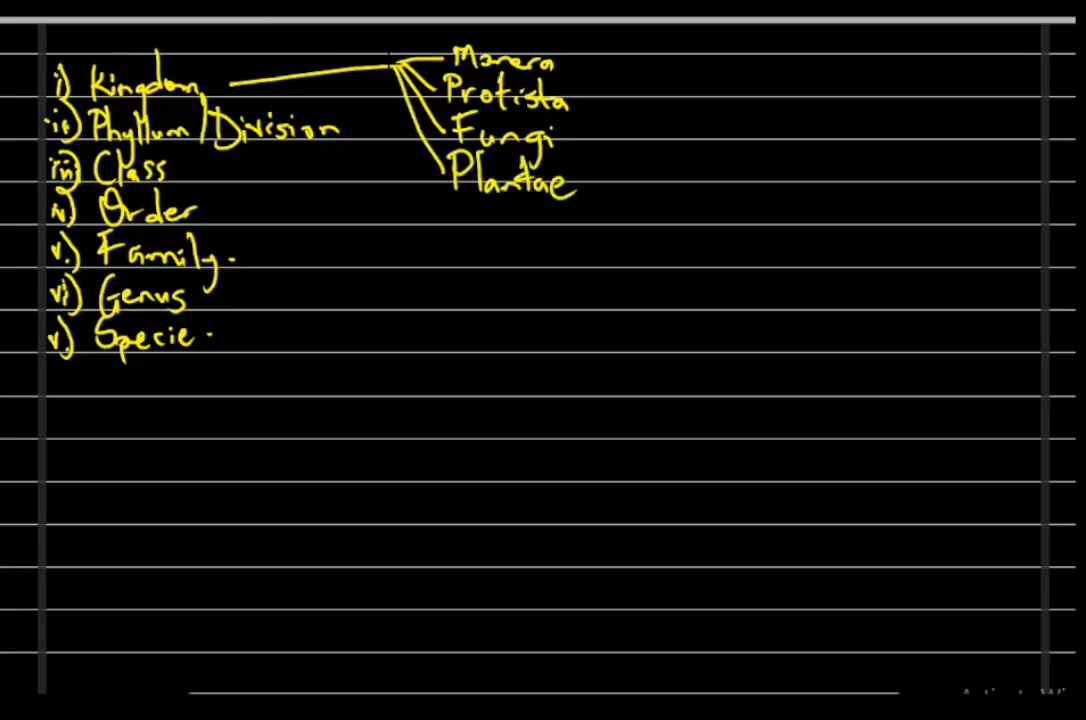 i) Kingdom
ii) Phyllum/Division
iii) Class
iv) Order
v.) Family.
vi) Genus
v) Specie.
Monera
Protista
Fungi
Plantae